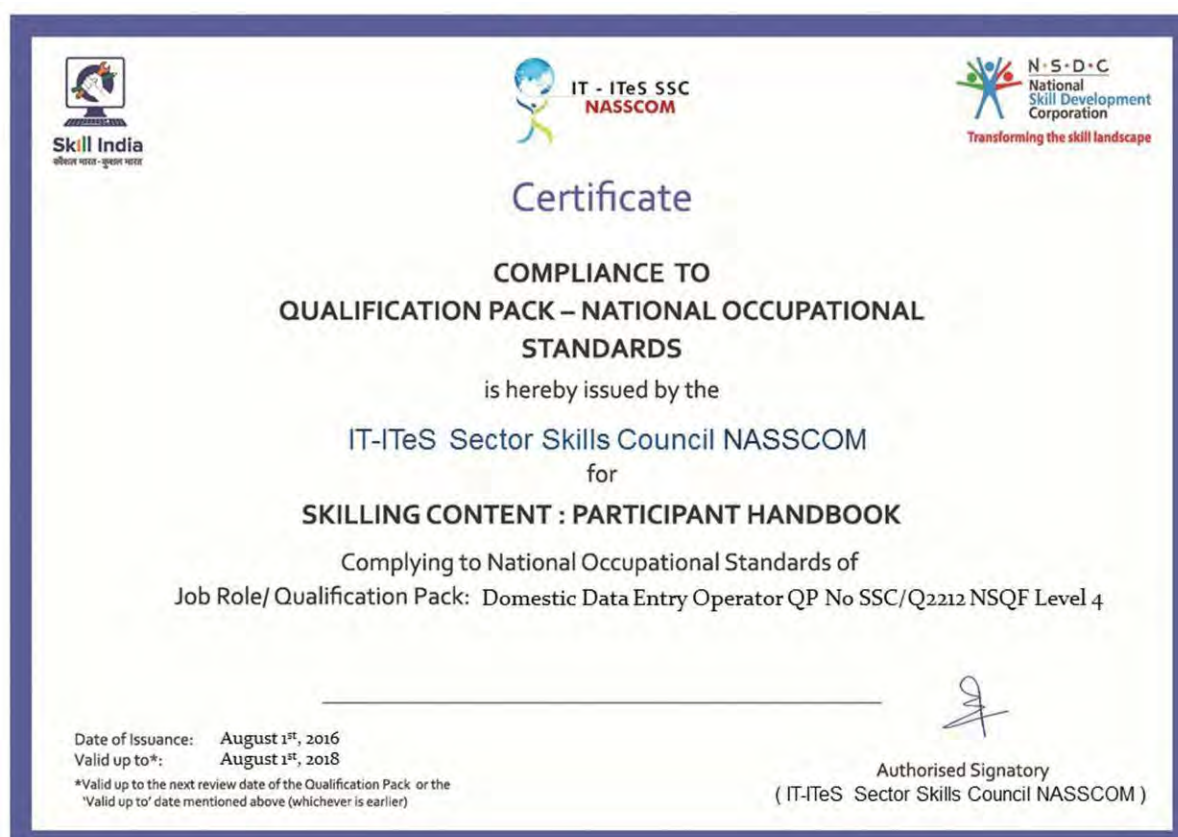 Skill India
कौशल भारत - कुशल भारत
IT - ITeS SSC
NASSCOM
N·S·D·C
National
Skill Development
Corporation
Transforming the skill landscape
Certificate
COMPLIANCE TO
QUALIFICATION PACK – NATIONAL OCCUPATIONAL
STANDARDS
is hereby issued by the
IT-ITeS Sector Skills Council NASSCOM
for
SKILLING CONTENT : PARTICIPANT HANDBOOK
Complying to National Occupational Standards of
Job Role/ Qualification Pack: Domestic Data Entry Operator QP No SSC/Q2212 NSQF Level 4
Date of Issuance: August 1st, 2016
Valid up to*: August 1st, 2018
*Valid up to the next review date of the Qualification Pack or the
'Valid up to' date mentioned above (whichever is earlier)
Authorised Signatory
( IT-ITeS Sector Skills Council NASSCOM )